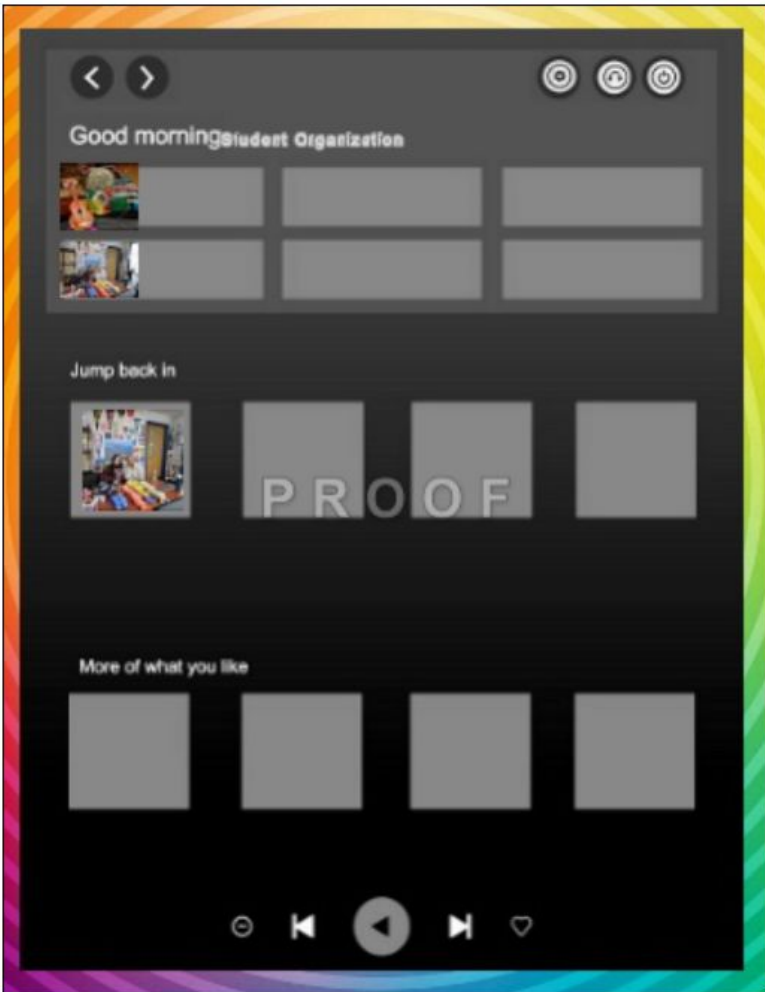 Good morning Student Organization
Jump back in
PROOF
More of what you like